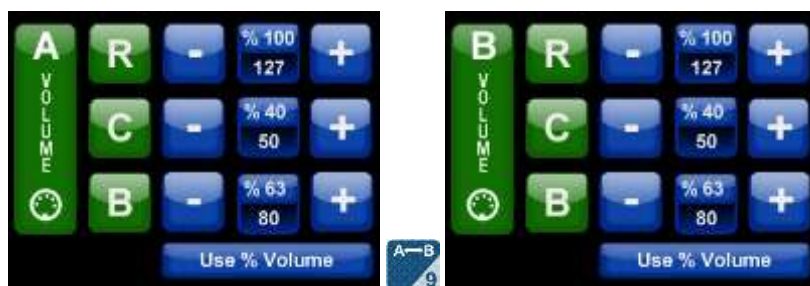 A
VOLUME
R
-
% 100
127
+
C
-
% 40
50
+
B
-
% 63
80
+
Use % Volume
A—B
9
B
VOLUME
R
-
% 100
127
+
C
-
% 40
50
+
B
-
% 63
80
+
Use % Volume